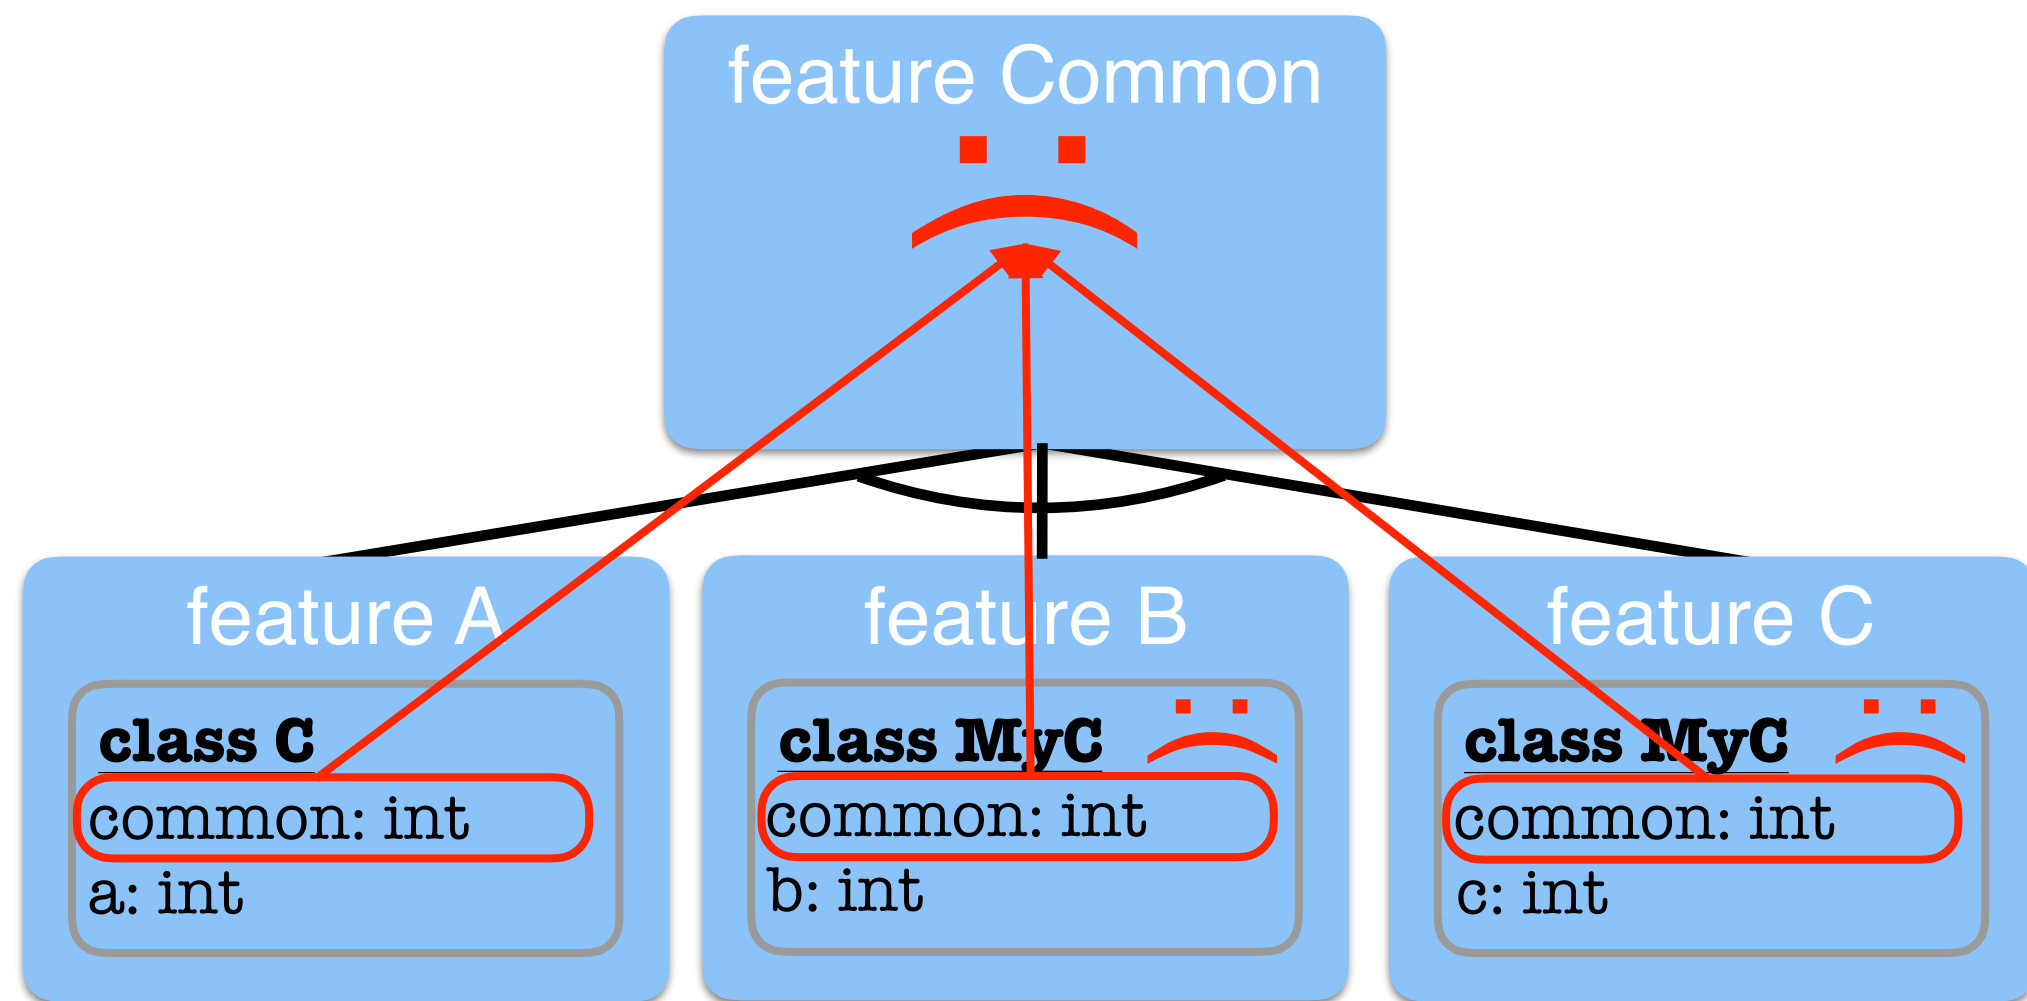 feature Common
feature A
class C
common: int
a: int
feature B
class MyC
common: int
b: int
feature C
class MyC
common: int
c: int